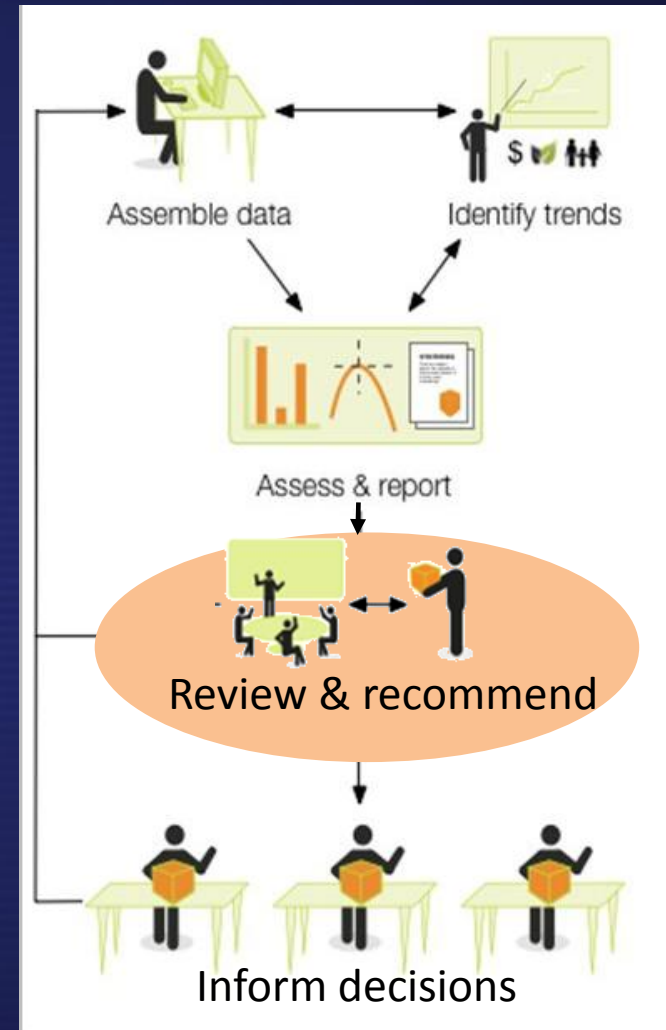 $
Assemble data
Identify trends
Assess & report
Review & recommend
Inform decisions